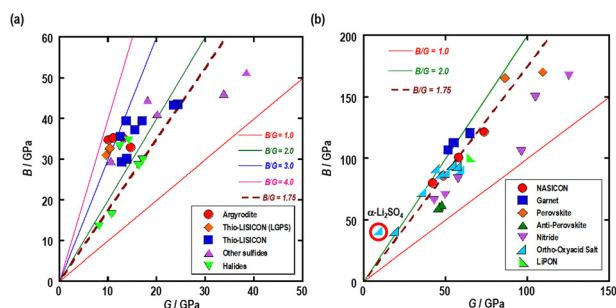 (a)
B / GPa
60
50
40
30
20
10
0
0 10 20 30 40 50
G / GPa
B/G = 1.0
B/G = 2.0
B/G = 3.0
B/G = 4.0
B/G = 1.75
Argyrodite
Thio-LISICON (LGPS)
Thio-LISICON
Other sulfides
Halides
(b)
B / GPa
200
150
100
50
0
0 50 100 150
G / GPa
B/G = 1.0
B/G = 2.0
B/G = 1.75
α-Li₂SO₄
NASICON
Garnet
Perovskite
Anti-Perovskite
Nitride
Ortho-Oxyacid Salt
LiPON